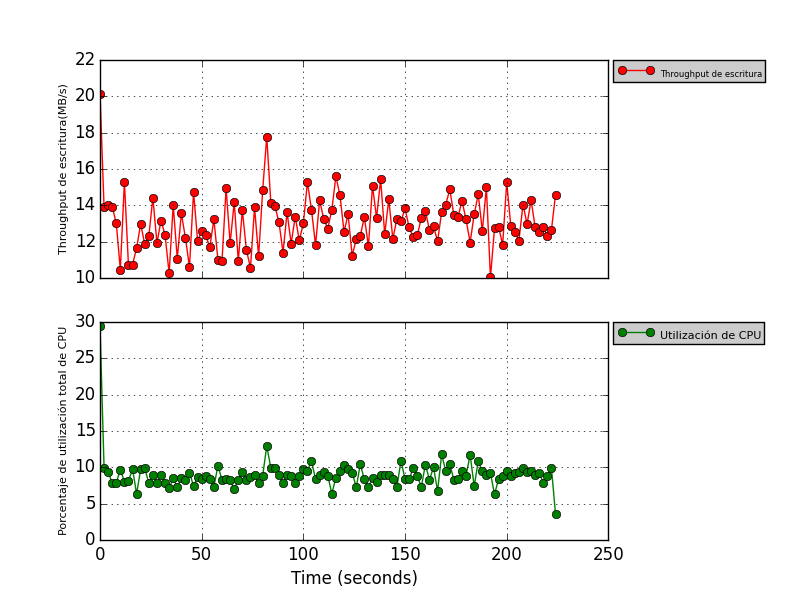 22
20
18
16
14
12
10
Throughput de escritura(MB/s)
Throughput de escritura
30
25
20
15
10
5
0
Porcentaje de utilización total de CPU
Utilización de CPU
0 50 100 150 200 250
Time (seconds)